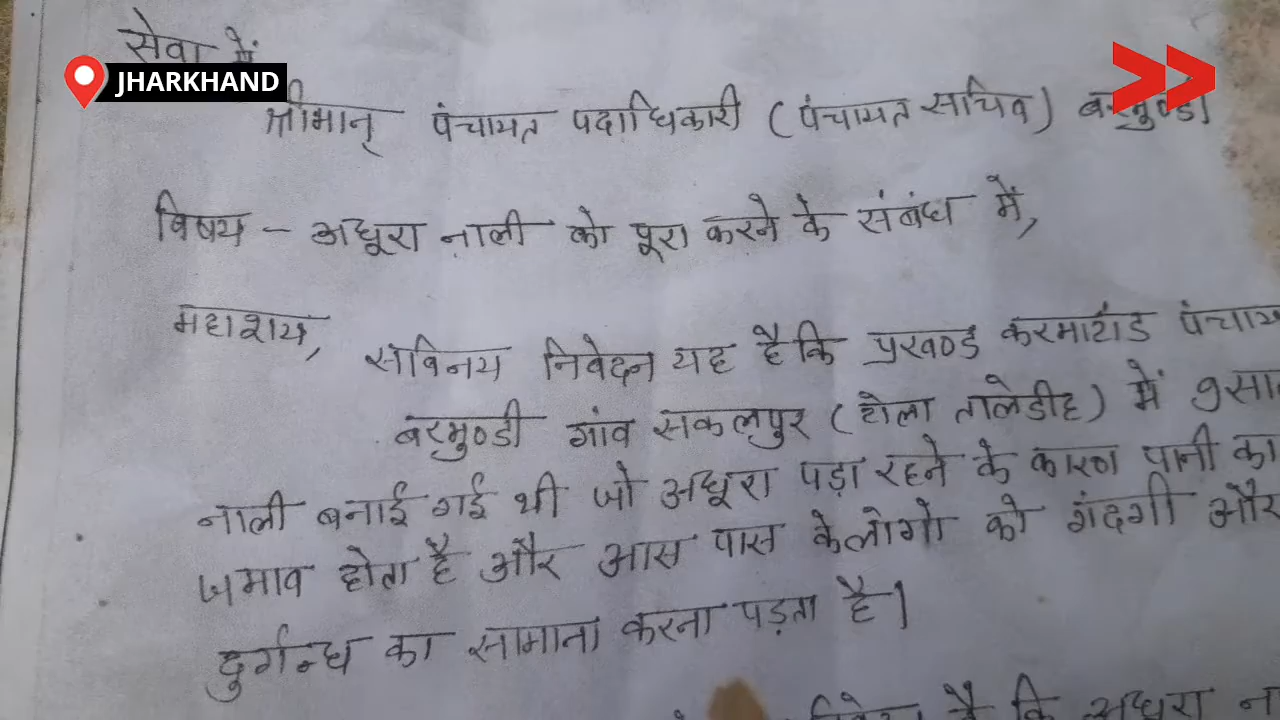 सेवा में
JHARKHAND
श्रीमान् पंचायत पदाधिकारी (पंचायत सचिव) बरमुण्डी
विषय - अधूरा नाली को पूरा करने के संबंध में,
महाशय,
सविनय निवेदन यह है कि प्रखण्ड करमाटांड पंचाय
बरमुण्डी गांव सकलपुर (टोला तालेडीह) में
नाली बनाई गई थी जो अधूरा पड़ा रहने के कारण पानी का
जमाव होता है और आस पास के लोगो को गंदगी और
दुर्गन्ध का सामाना करना पड़ता है।
है कि अधूरा